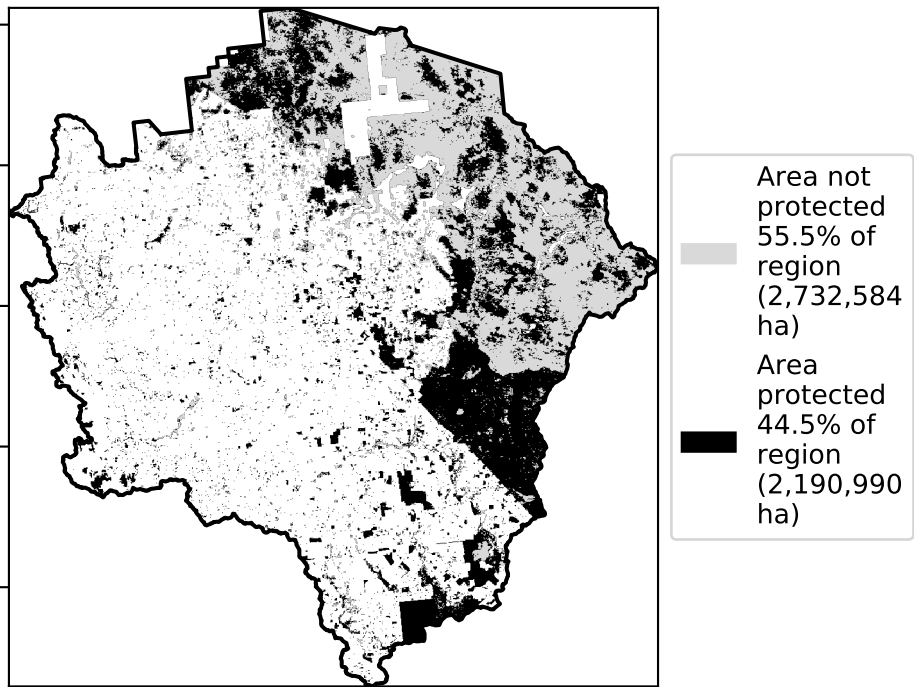 Area not
protected
55.5% of
region
(2,732,584
ha)
Area
protected
44.5% of
region
(2,190,990
ha)